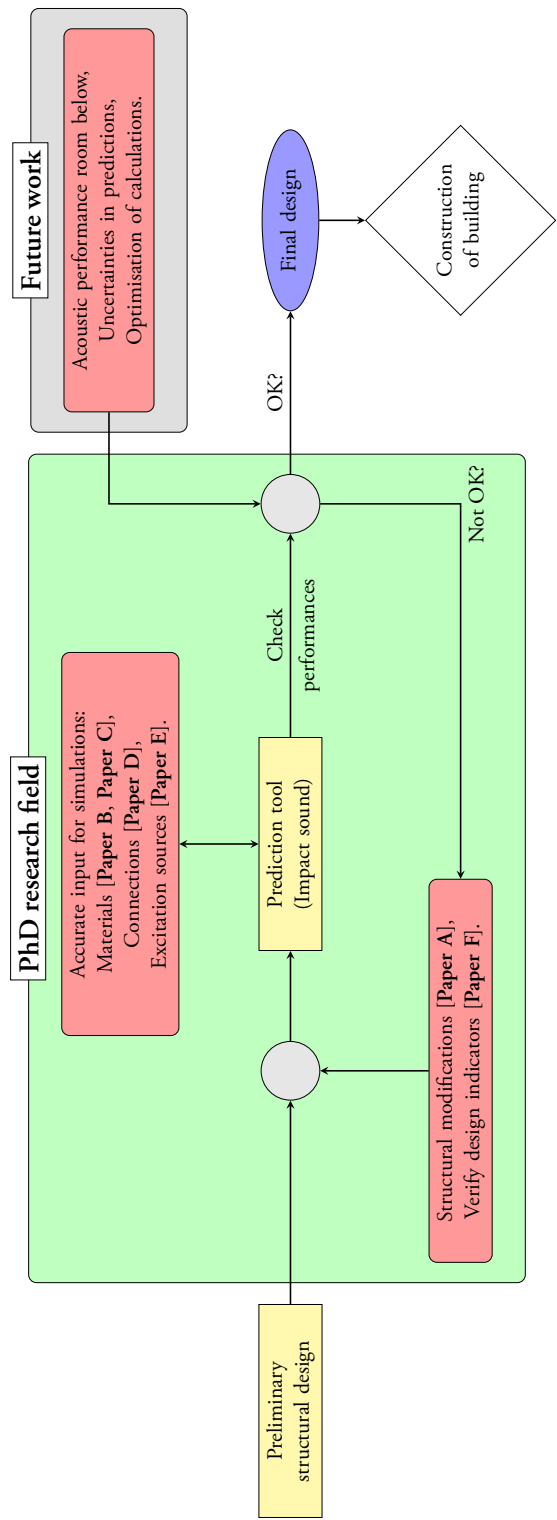 PhD research field
Future work
Accurate input for simulations:
Materials [Paper B, Paper C],
Connections [Paper D],
Excitation sources [Paper E].
Acoustic performance room below,
Uncertainties in predictions,
Optimisation of calculations.
Preliminary
structural design
Prediction tool
(Impact sound)
Check
performances
OK?
Final design
Structural modifications [Paper A],
Verify design indicators [Paper F].
Not OK?
Construction
of building